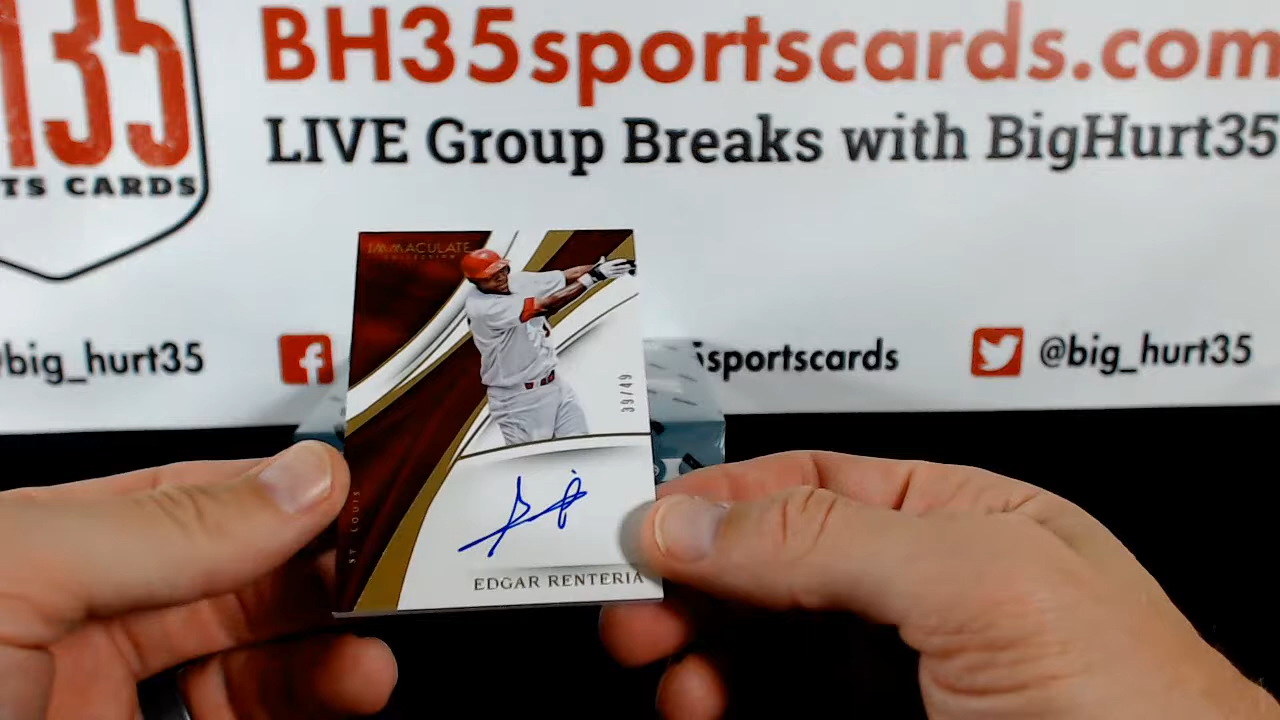 135
TS CARDS
BH35sportscards.com
LIVE Group Breaks with BigHurt35
big_hurt35
sportscards
@big_hurt35
IMMACULATE
COLLECTION
39/49
ST LOUIS
EDGAR RENTERIA